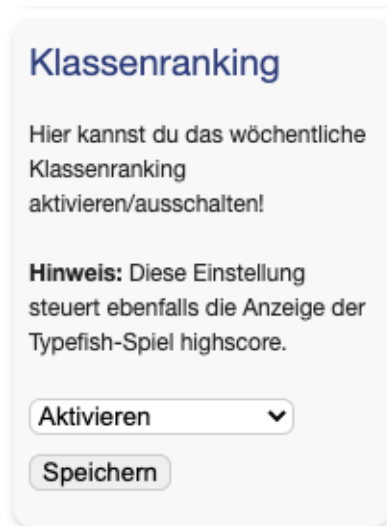 Klassenranking
Hier kannst du das wöchentliche
Klassenranking
aktivieren/ausschalten!
Hinweis: Diese Einstellung
steuert ebenfalls die Anzeige der
Typefish-Spiel highscore.
Aktivieren
Speichern